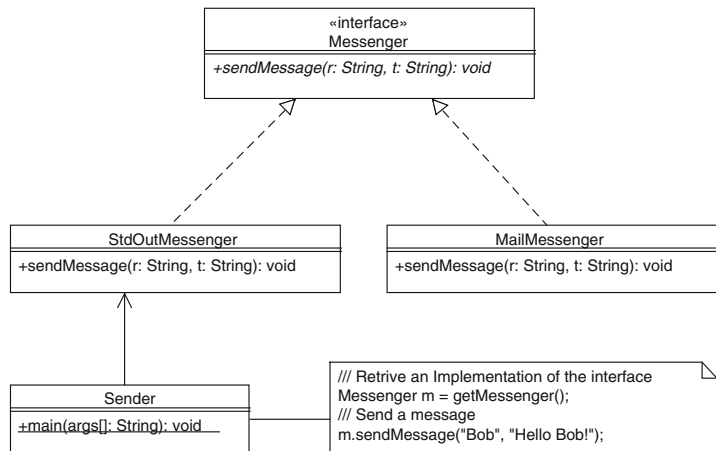 «interface»
Messenger
+sendMessage(r: String, t: String): void
StdOutMessenger
+sendMessage(r: String, t: String): void
MailMessenger
+sendMessage(r: String, t: String): void
Sender
+main(args[]: String): void
/// Retrive an Implementation of the interface
Messenger m = getMessenger();
/// Send a message
m.sendMessage("Bob", "Hello Bob!");